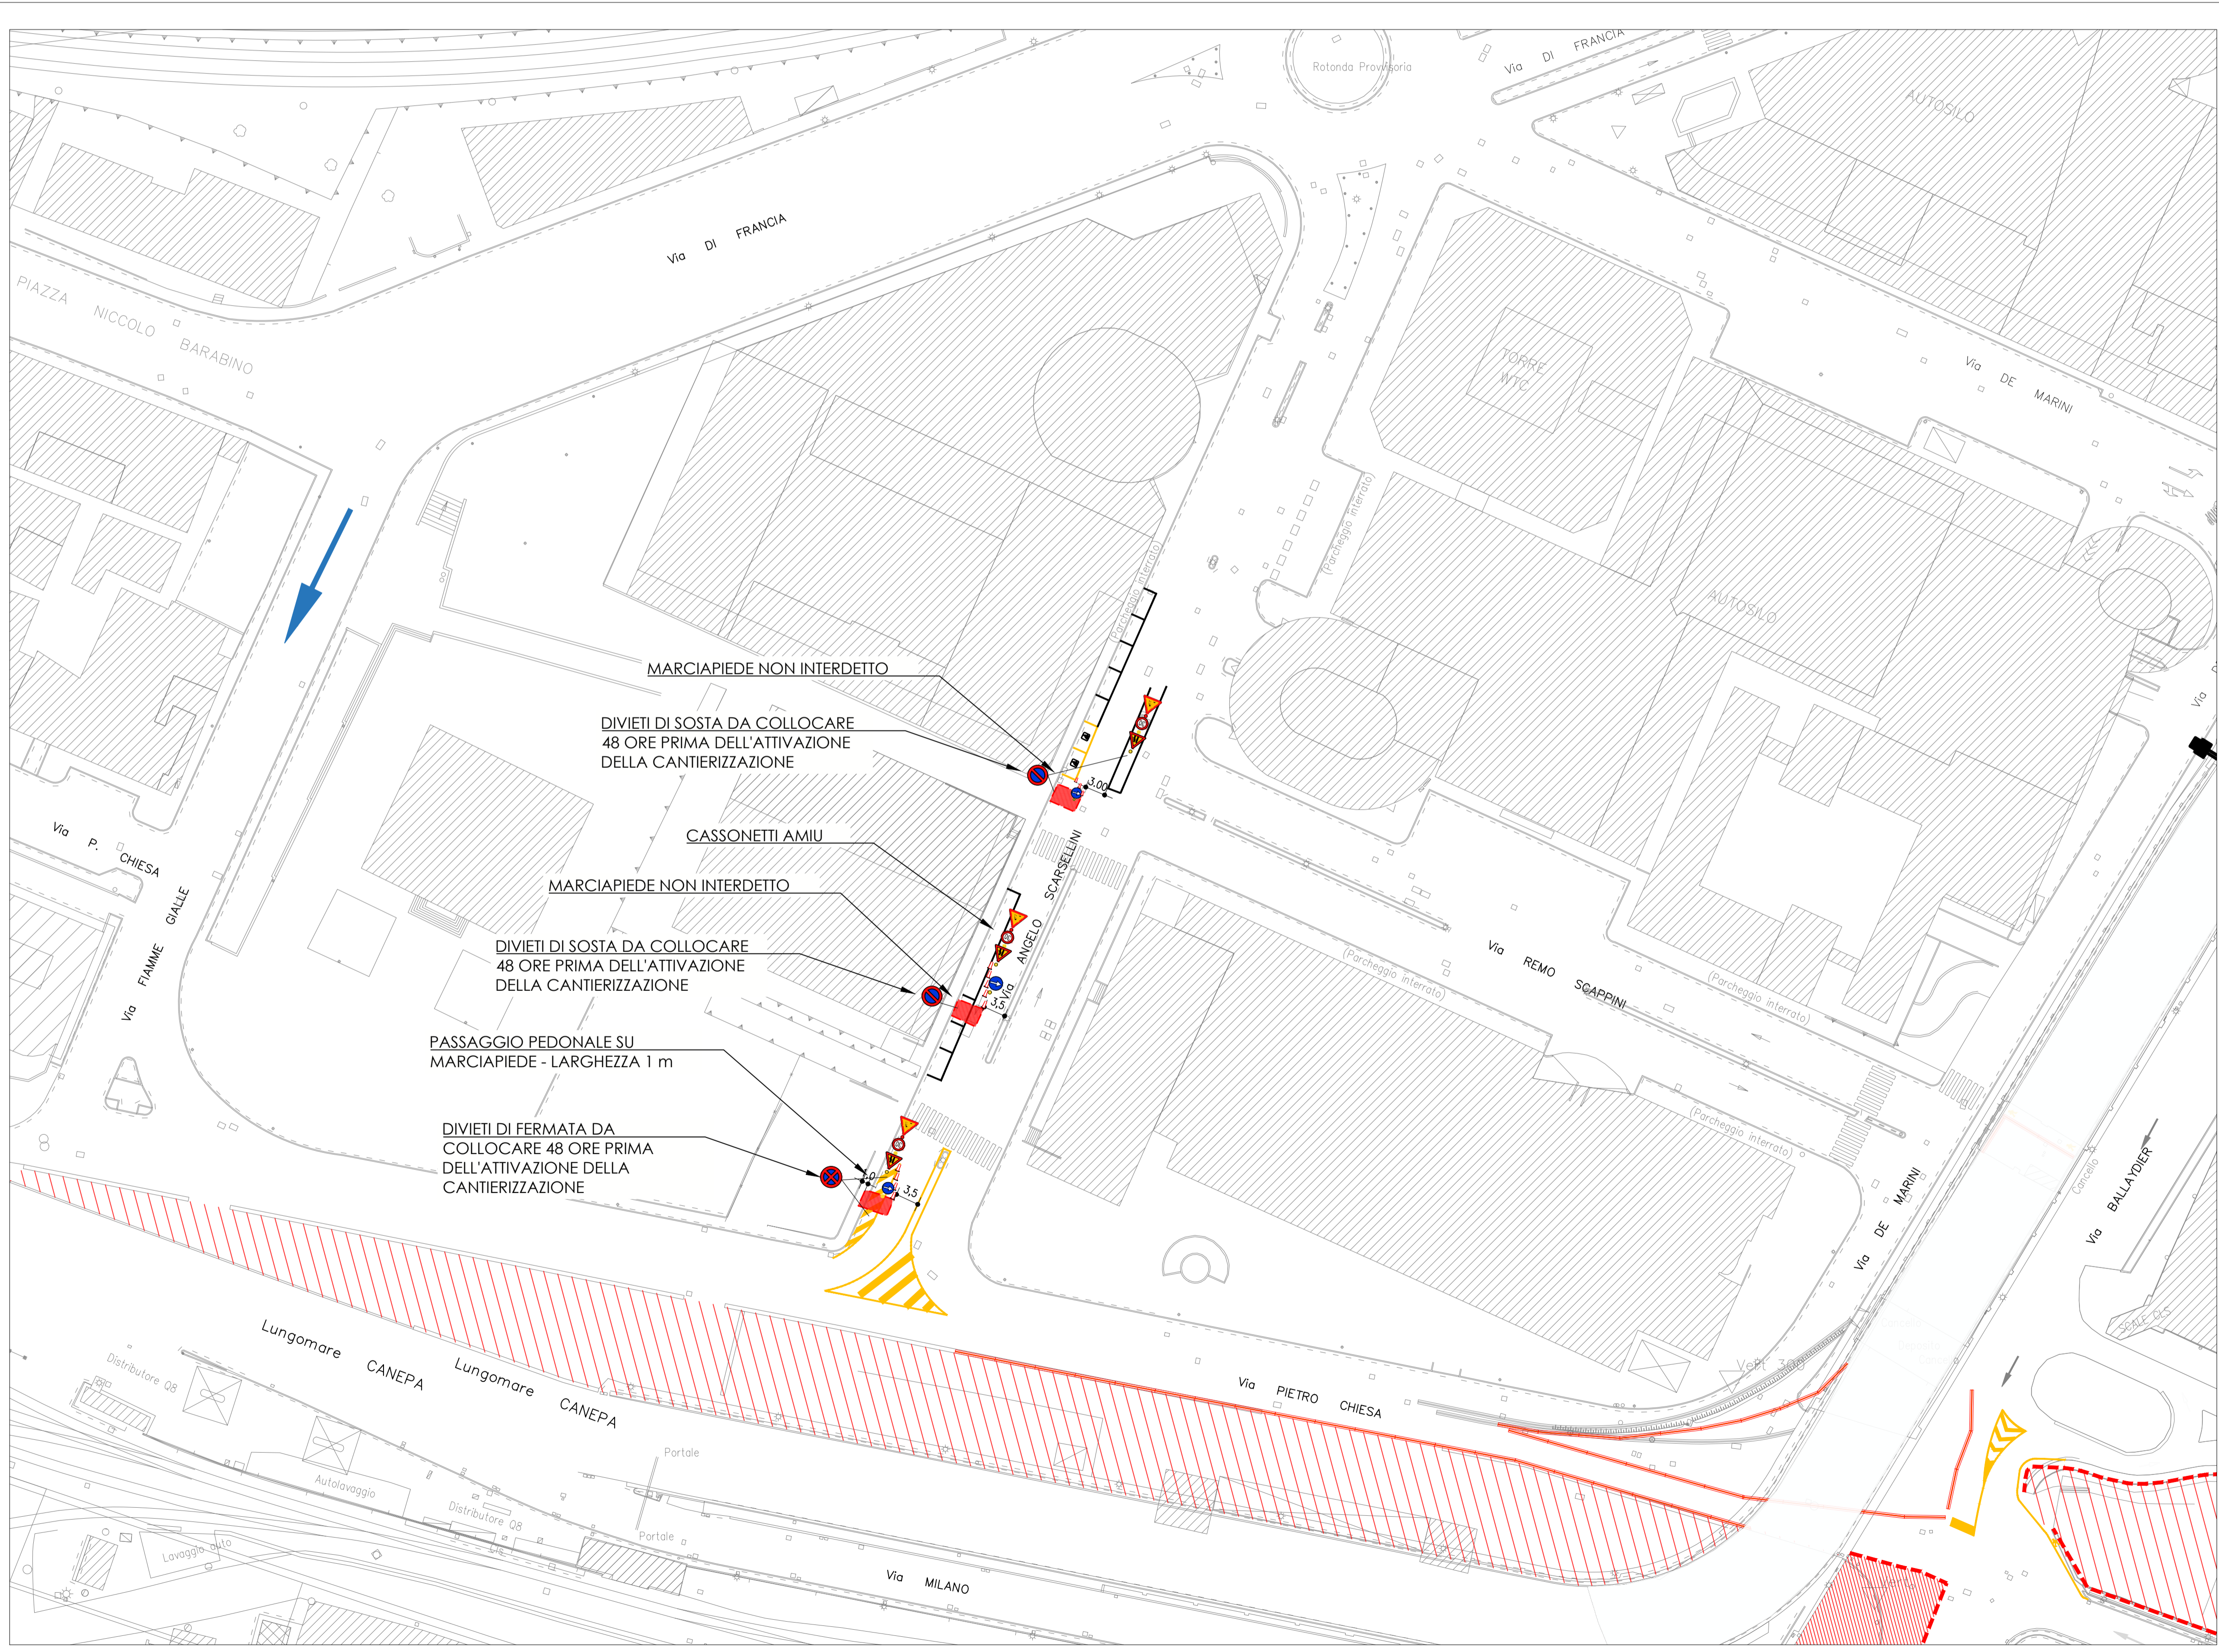 Via DI FRANCIA
Rotonda Provvisoria
AUTOSILO
Via DI FRANCIA
PIAZZA NICCOLO BARABINO
TORRE
WTC
Via DE MARINI
(Parcheggio interrato)
(Parcheggio interrato)
AUTOSILO
MARCIAPIEDE NON INTERDETTO
DIVIETI DI SOSTA DA COLLOCARE
48 ORE PRIMA DELL'ATTIVAZIONE
DELLA CANTIERIZZAZIONE
3.00
CASSONETTI AMIU
Via P. CHIESA
Via FIAMME GIALLE
MARCIAPIEDE NON INTERDETTO
Via ANGELO SCARSELLINI
DIVIETI DI SOSTA DA COLLOCARE
48 ORE PRIMA DELL'ATTIVAZIONE
DELLA CANTIERIZZAZIONE
3,5
Via REMO SCAPPINI
(Parcheggio interrato)
(Parcheggio interrato)
PASSAGGIO PEDONALE SU
MARCIAPIEDE - LARGHEZZA 1 m
(Parcheggio interrato)
DIVIETI DI FERMATA DA
COLLOCARE 48 ORE PRIMA
DELL'ATTIVAZIONE DELLA
CANTIERIZZAZIONE
3,5
Cancello
Via DE MARINI
Via BALLAYDIER
SCALE CLS
Lungomare CANEPA
Lungomare CANEPA
Distributore Q8
Via PIETRO CHIESA
Portale
Autolavaggio
Distributore Q8
Portale
Lavaggio auto
Via MILANO